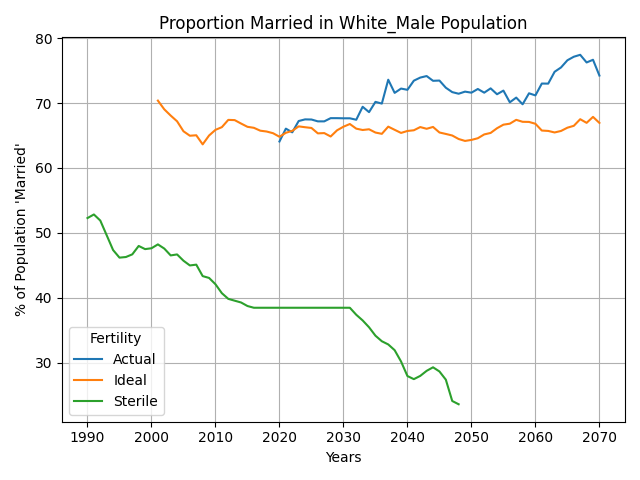 Proportion Married in White_Male Population
% of Population 'Married'
80
70
60
50
40
30
Fertility
Actual
Ideal
Sterile
1990 2000 2010 2020 2030 2040 2050 2060 2070
Years